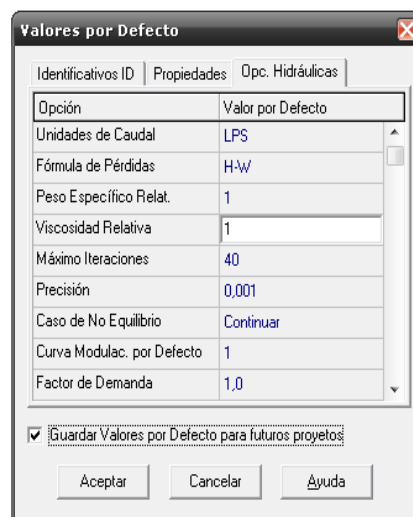 Valores por Defecto
Identificativos ID Propiedades Opc. Hidráulicas
Opción Valor por Defecto
Unidades de Caudal LPS
Fórmula de Pérdidas H-W
Peso Específico Relat. 1
Viscosidad Relativa 1
Máximo Iteraciones 40
Precisión 0,001
Caso de No Equilibrio Continuar
Curva Modulac. por Defecto 1
Factor de Demanda 1,0
Guardar Valores por Defecto para futuros proyetos
Aceptar Cancelar Ayuda